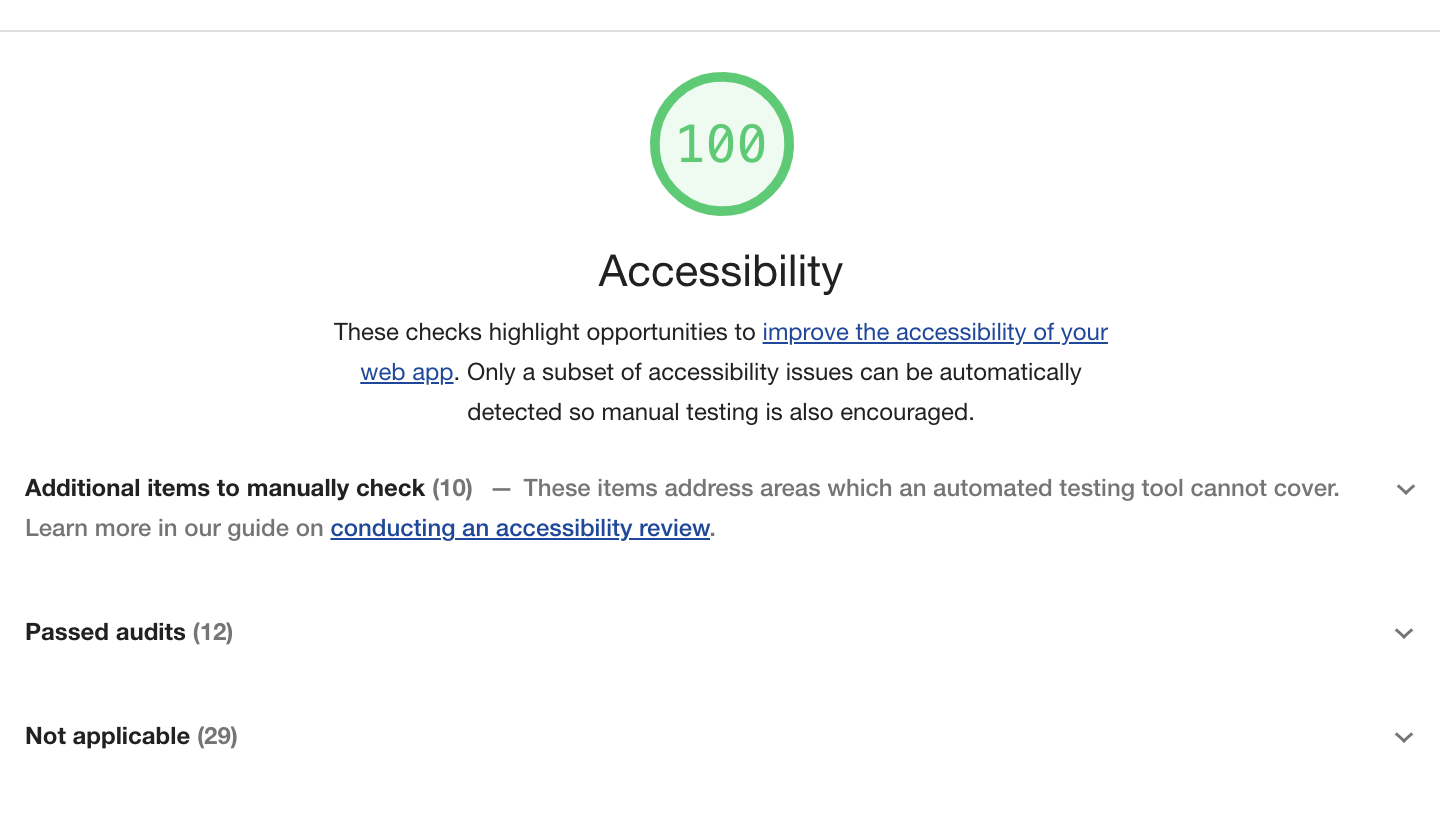 100
Accessibility
These checks highlight opportunities to improve the accessibility of your
web app. Only a subset of accessibility issues can be automatically
detected so manual testing is also encouraged.
Additional items to manually check (10) — These items address areas which an automated testing tool cannot cover.
Learn more in our guide on conducting an accessibility review.
Passed audits (12)
Not applicable (29)